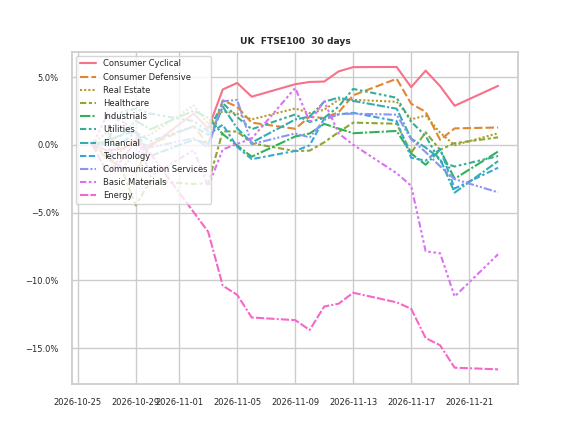 UK  FTSE100  30 days
Consumer Cyclical
Consumer Defensive
Real Estate
Healthcare
Industrials
Utilities
Financial
Technology
Communication Services
Basic Materials
Energy
5.0%
0.0%
−5.0%
−10.0%
−15.0%
2026-10-25 2026-10-29 2026-11-01 2026-11-05 2026-11-09 2026-11-13 2026-11-17 2026-11-21